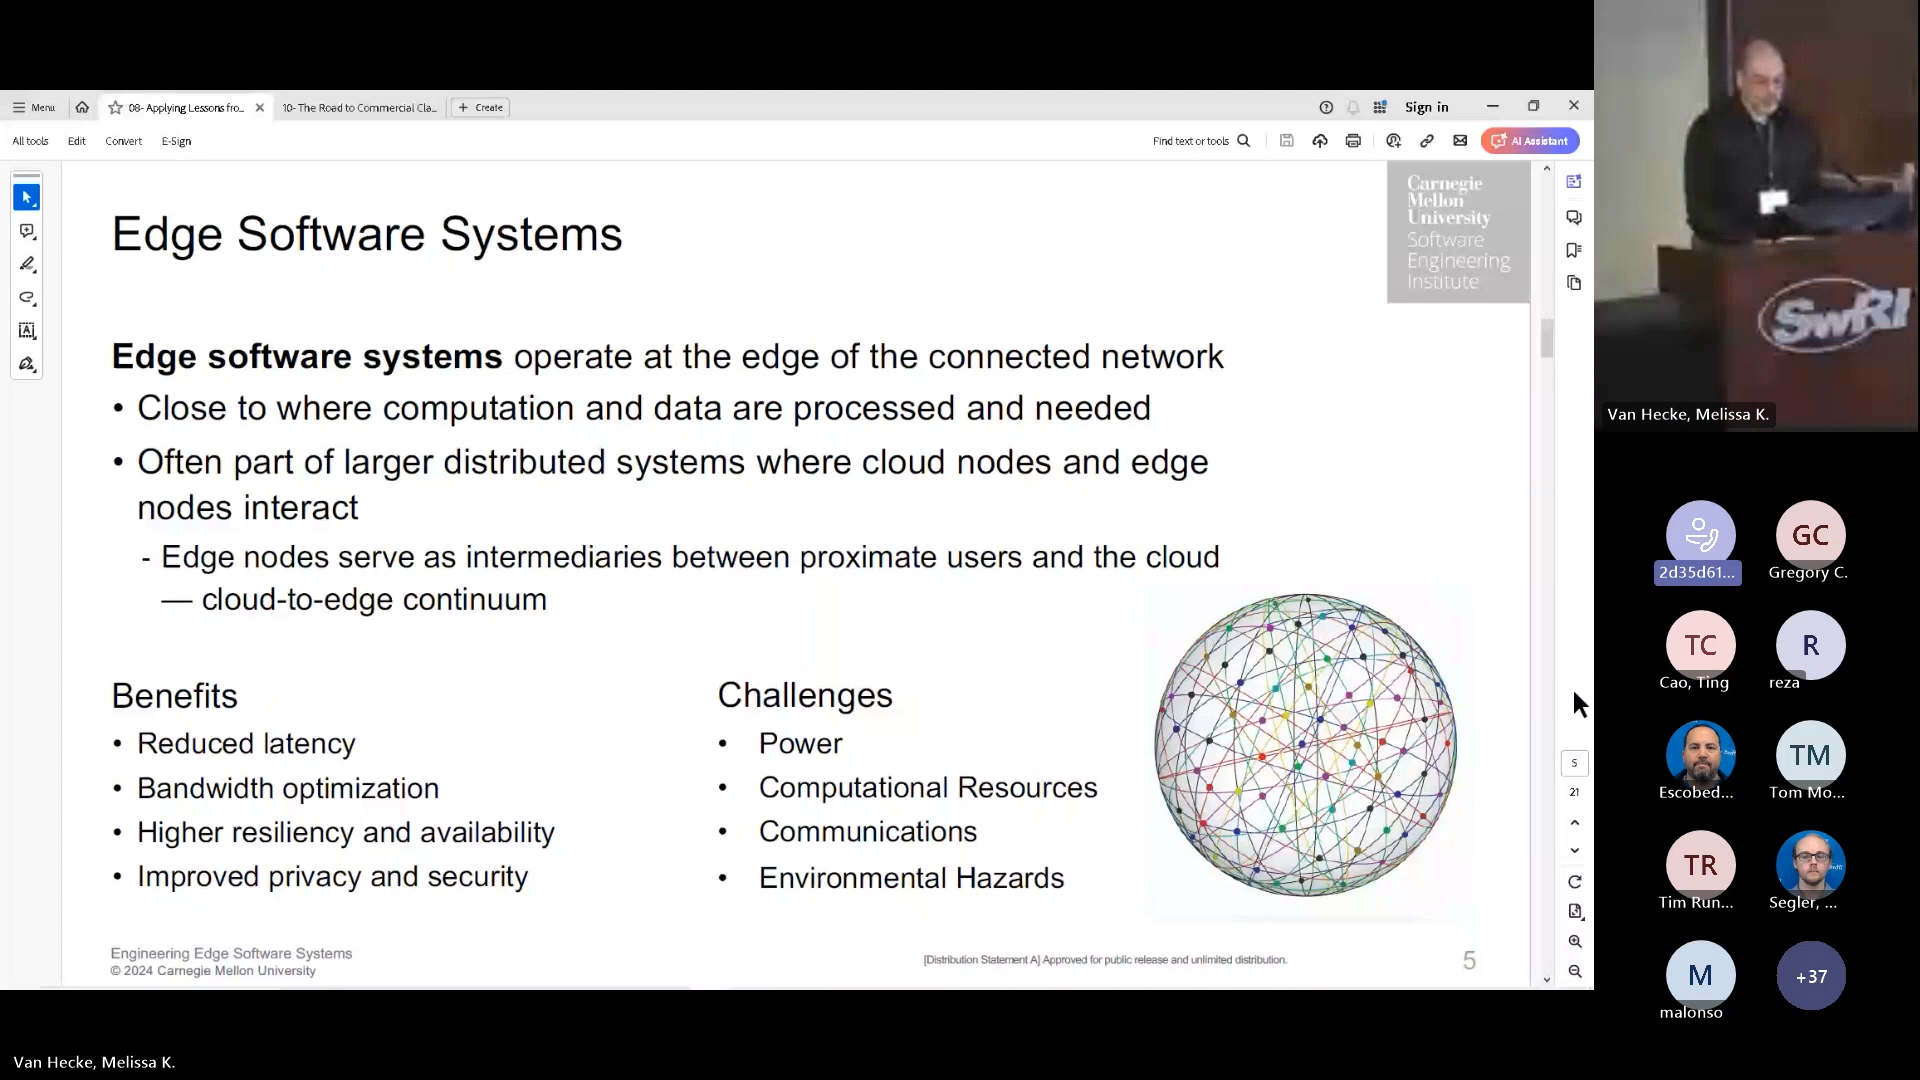 Menu
08- Applying Lessons fro...
10- The Road to Commercial Cla...
Create
Sign in
All tools
Edit
Convert
E-Sign
Find text or tools
AI Assistant
Carnegie
Mellon
University
Software
Engineering
Institute
Edge Software Systems
Edge software systems operate at the edge of the connected network
• Close to where computation and data are processed and needed
• Often part of larger distributed systems where cloud nodes and edge
nodes interact
- Edge nodes serve as intermediaries between proximate users and the cloud
— cloud-to-edge continuum
Benefits
• Reduced latency
• Bandwidth optimization
• Higher resiliency and availability
• Improved privacy and security
Challenges
• Power
• Computational Resources
• Communications
• Environmental Hazards
Engineering Edge Software Systems
© 2024 Carnegie Mellon University
[Distribution Statement A] Approved for public release and unlimited distribution.
5
5
21
SwRI
Van Hecke, Melissa K.
2d35d61...
GC
Gregory C.
TC
Cao, Ting
R
reza
Escobed...
TM
Tom Mo...
TR
Tim Run...
Segler, ...
M
malonso
+37
Van Hecke, Melissa K.